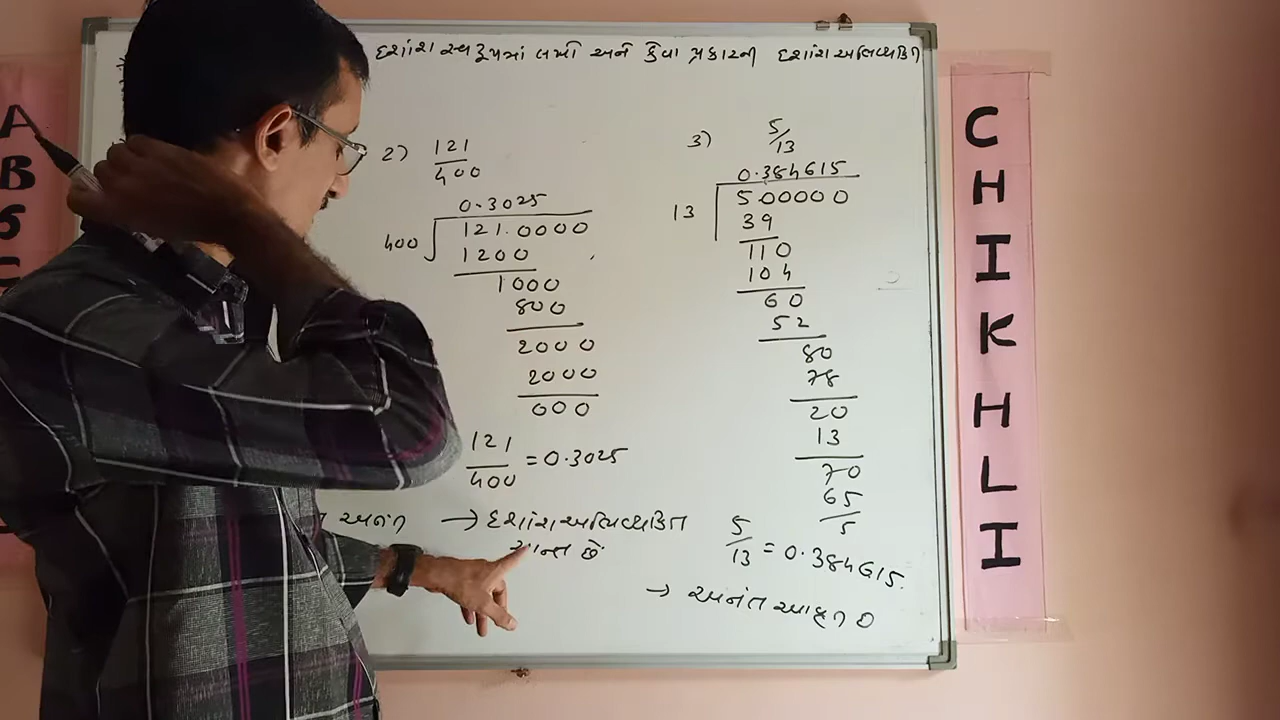 દશાંશ સ્વરૂપમાં લખો અને કેવા પ્રકારની દશાંશ અભિવ્યક્તિ
2) 121/400
0.3025
400 121.0000
1200
1000
800
2000
2000
000
121/400 = 0.3025
અનંત
→ દશાંશ અભિવ્યક્તિ
સાન્ત છે
3) 5/13
0.384615
13 500000
39
110
104
60
52
80
78
20
13
70
65
5
5/13 = 0.384615.
→ અનંત આવૃત છે
A
B
C
H
I
K
H
L
I